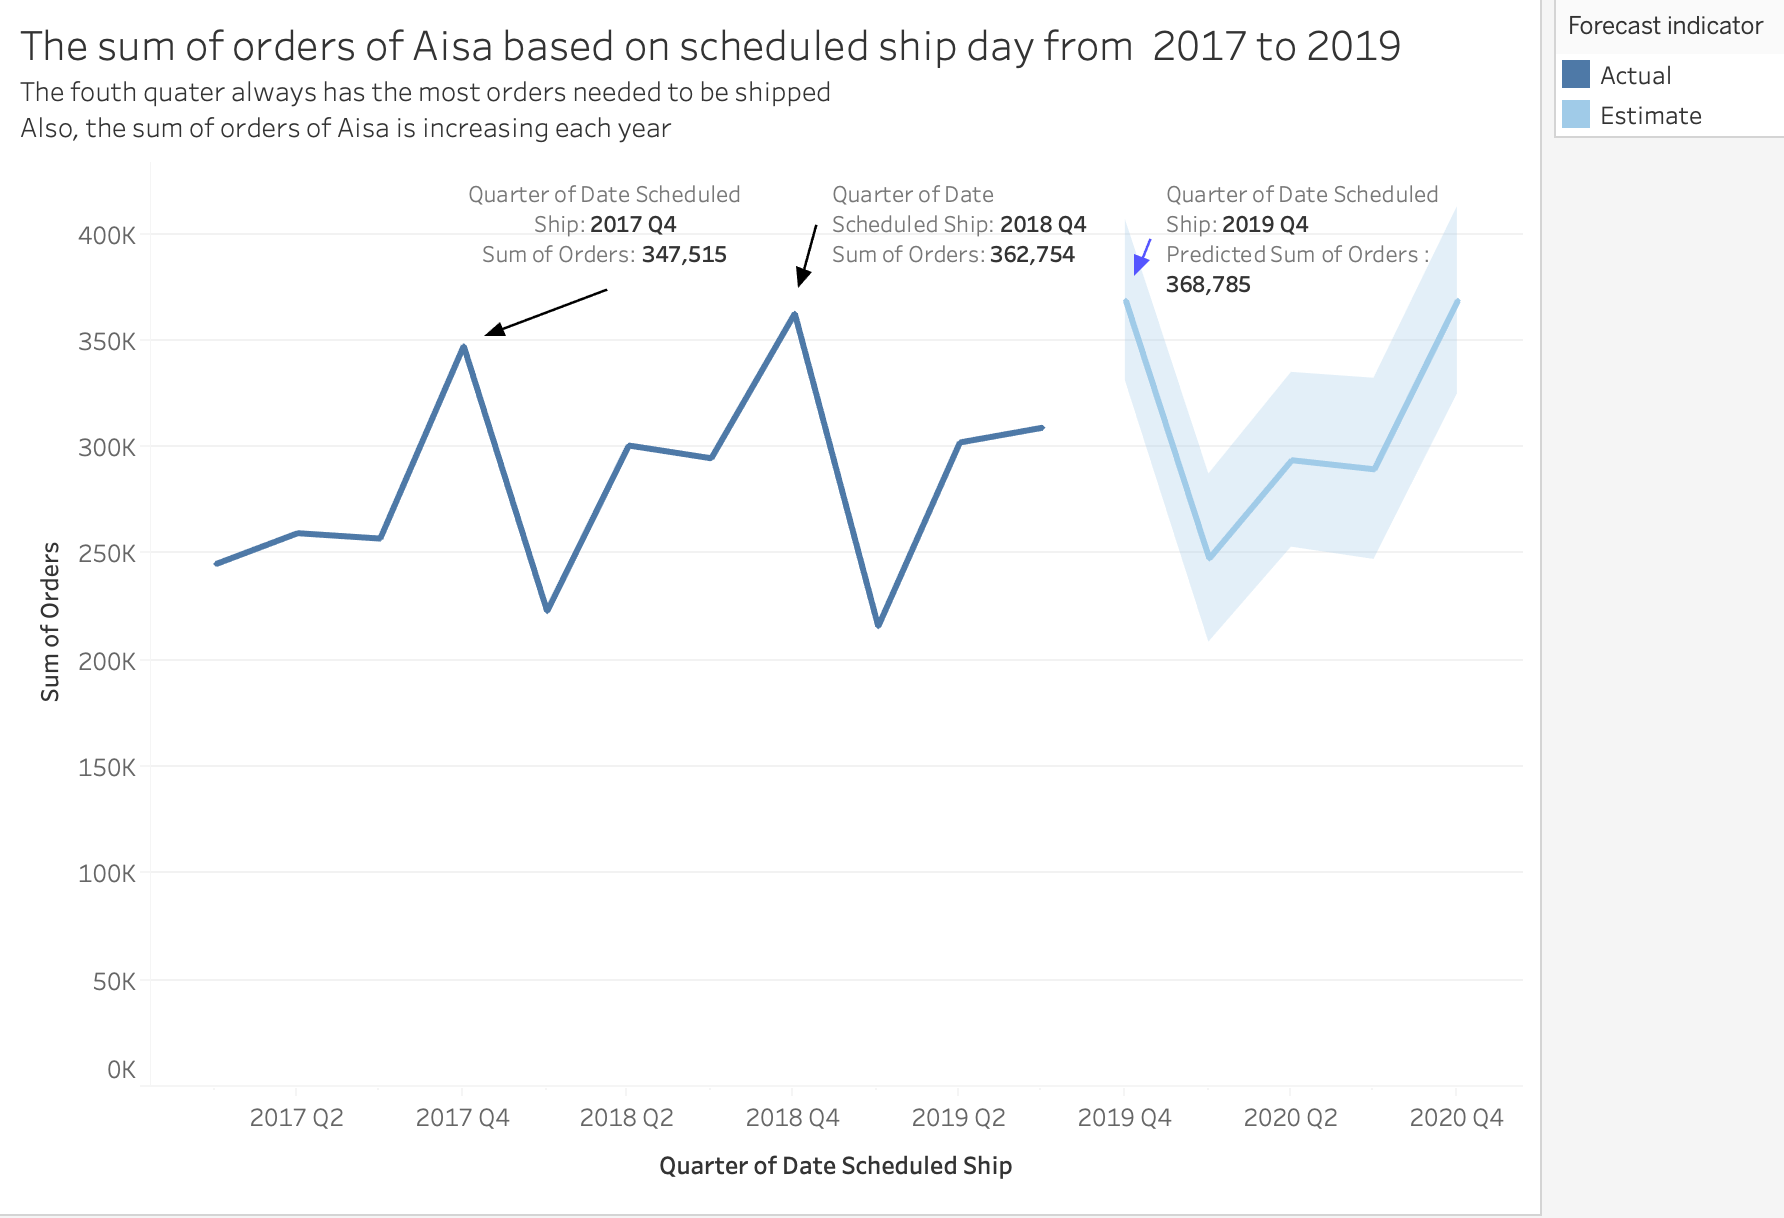 The sum of orders of Aisa based on scheduled ship day from  2017 to 2019
The fouth quater always has the most orders needed to be shipped
Also, the sum of orders of Aisa is increasing each year
Forecast indicator
Actual
Estimate
Quarter of Date Scheduled
Ship: 2017 Q4
Sum of Orders: 347,515
Quarter of Date
Scheduled Ship: 2018 Q4
Sum of Orders: 362,754
Quarter of Date Scheduled
Ship: 2019 Q4
Predicted Sum of Orders :
368,785
Sum of Orders
400K
350K
300K
250K
200K
150K
100K
50K
0K
2017 Q2
2017 Q4
2018 Q2
2018 Q4
2019 Q2
2019 Q4
2020 Q2
2020 Q4
Quarter of Date Scheduled Ship